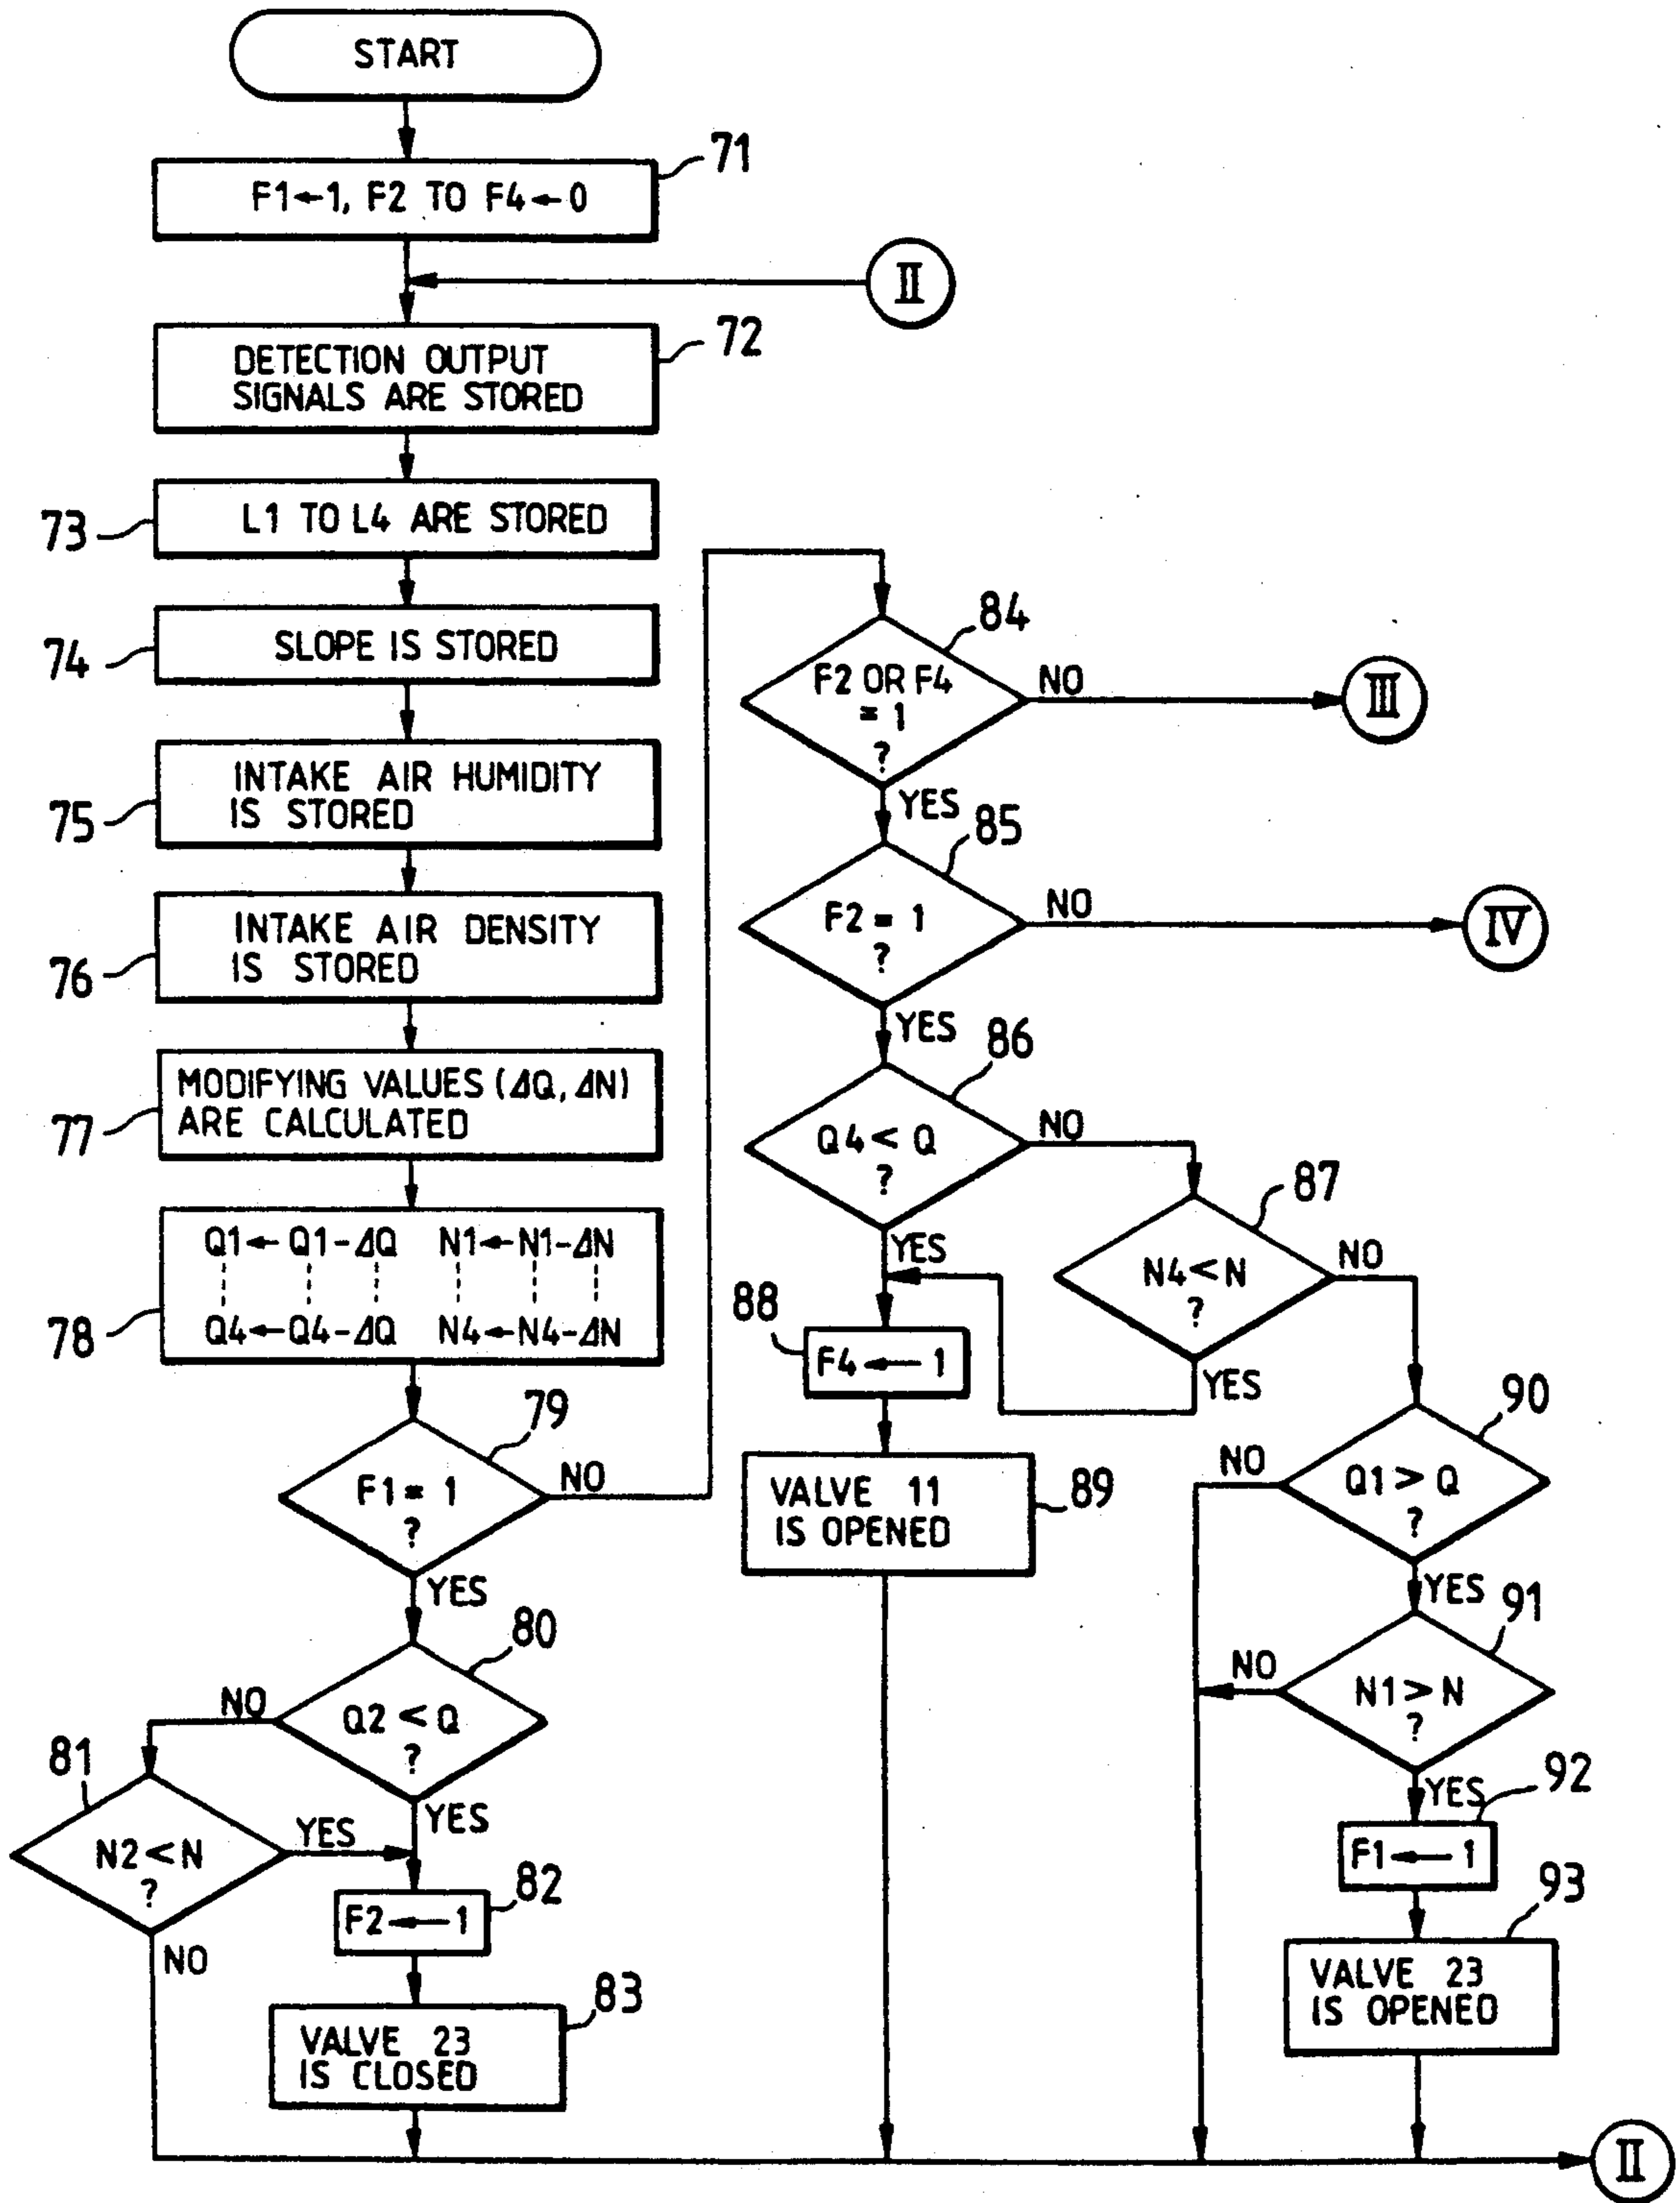 START
71
F1←1, F2 TO F4←0
II
72
DETECTION OUTPUT
SIGNALS ARE STORED
73
L1 TO L4 ARE STORED
74
SLOPE IS STORED
75
INTAKE AIR HUMIDITY
IS STORED
76
INTAKE AIR DENSITY
IS STORED
77
MODIFYING VALUES (ΔQ, ΔN)
ARE CALCULATED
78
Q1←Q1-ΔQ N1←N1-ΔN
Q4←Q4-ΔQ N4←N4-ΔN
79
F1=1
?
NO
YES
80
Q2<Q
?
NO
YES
81
N2<N
?
YES
NO
82
F2←1
83
VALVE 23
IS CLOSED
84
F2 OR F4
=1
?
NO
III
YES
85
F2=1
?
NO
IV
YES
86
Q4<Q
?
NO
YES
87
N4<N
?
NO
YES
88
F4←1
89
VALVE 11
IS OPENED
90
Q1>Q
?
NO
YES
91
N1>N
?
NO
YES
92
F1←1
93
VALVE 23
IS OPENED
II